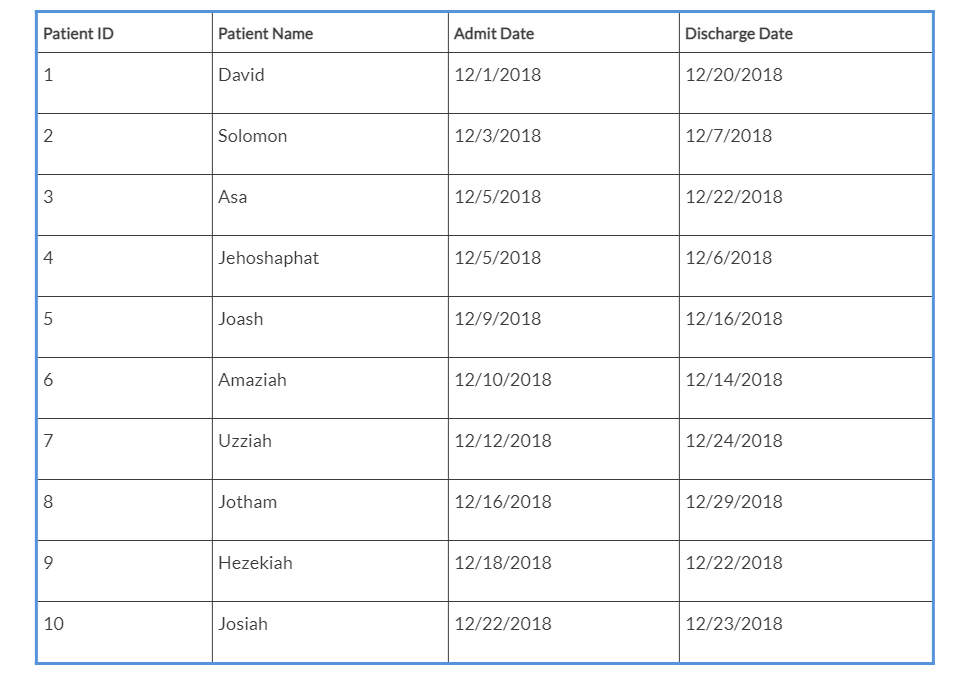 Patient ID Patient Name Admit Date Discharge Date
1 David 12/1/2018 12/20/2018
2 Solomon 12/3/2018 12/7/2018
3 Asa 12/5/2018 12/22/2018
4 Jehoshaphat 12/5/2018 12/6/2018
5 Joash 12/9/2018 12/16/2018
6 Amaziah 12/10/2018 12/14/2018
7 Uzziah 12/12/2018 12/24/2018
8 Jotham 12/16/2018 12/29/2018
9 Hezekiah 12/18/2018 12/22/2018
10 Josiah 12/22/2018 12/23/2018